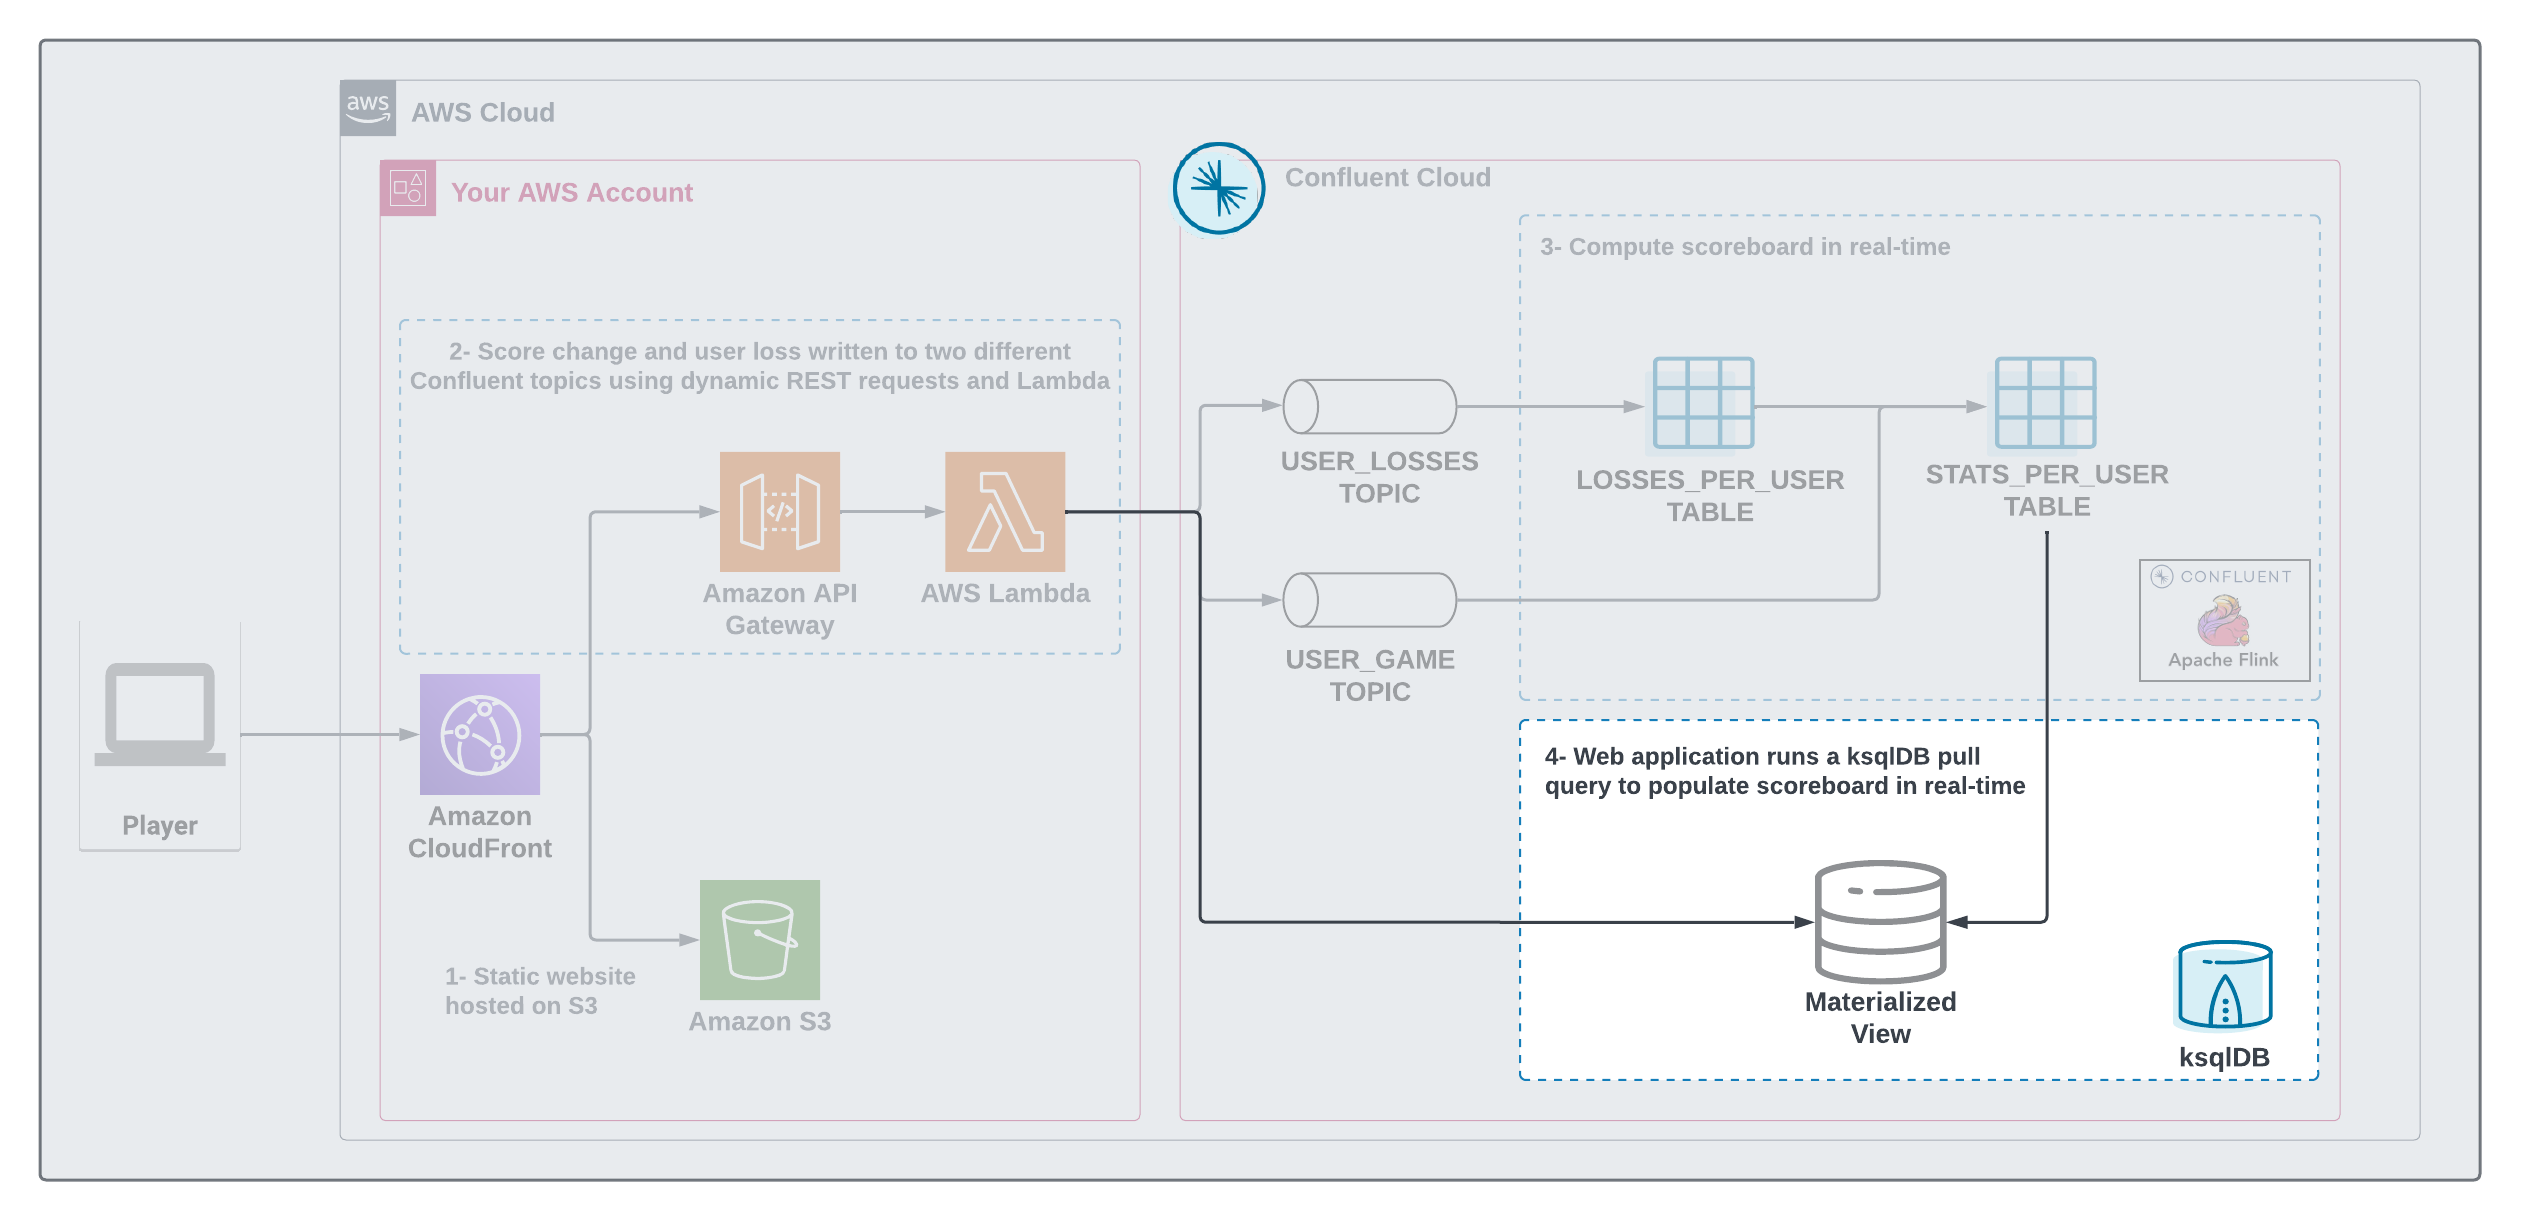 aws
AWS Cloud
Your AWS Account
Confluent Cloud
3- Compute scoreboard in real-time
2- Score change and user loss written to two different
Confluent topics using dynamic REST requests and Lambda
USER_LOSSES
TOPIC
LOSSES_PER_USER
TABLE
STATS_PER_USER
TABLE
</>
Amazon API
Gateway
AWS Lambda
CONFLUENT
Apache Flink
USER_GAME
TOPIC
Player
Amazon
CloudFront
4- Web application runs a ksqlDB pull
query to populate scoreboard in real-time
1- Static website
hosted on S3
Amazon S3
Materialized
View
ksqlDB